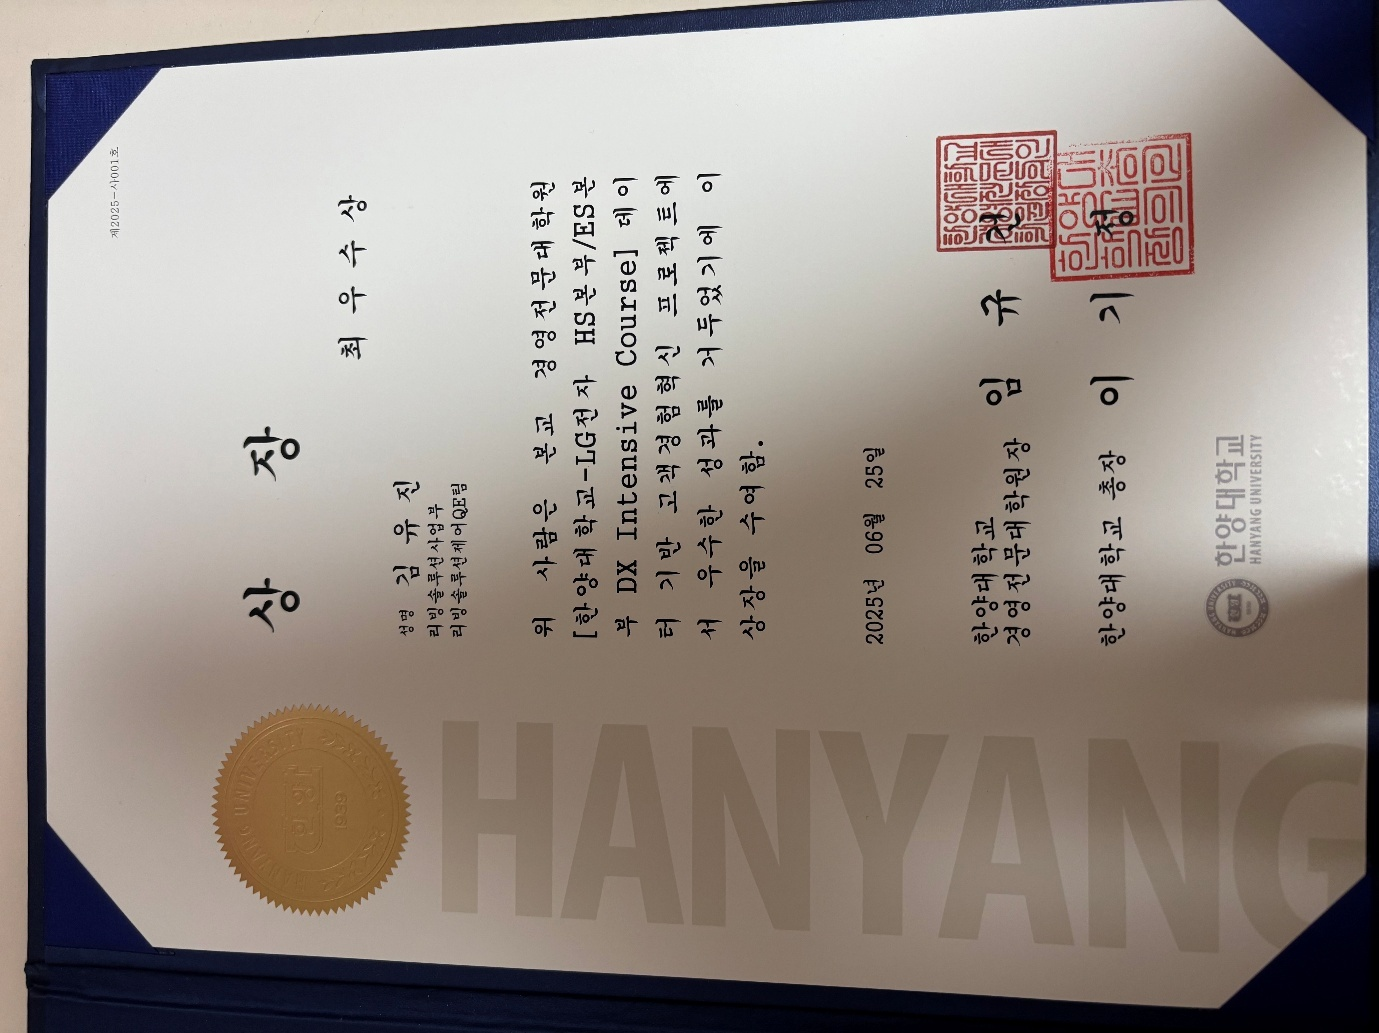 제2025-사001호
상 장
최 우 수 상
성명 김 유 진
리빙솔루션사업부
리빙솔루션제어QE팀
위 사람은 본교 경영전문대학원
[한양대학교-LG전자 HS본부/ES본
부 DX Intensive Course] 데이
터 기반 고객경험혁신 프로젝트에
서 우수한 성과를 거두었기에 이
상장을 수여함.
2025년 06월 25일
한양대학교
경영전문대학원장 임 규 건
한양대학교 총장 이 기 정
한양대학교
HANYANG UNIVERSITY
HANYANG UNIVERSITY
한대
1939
HANYANG